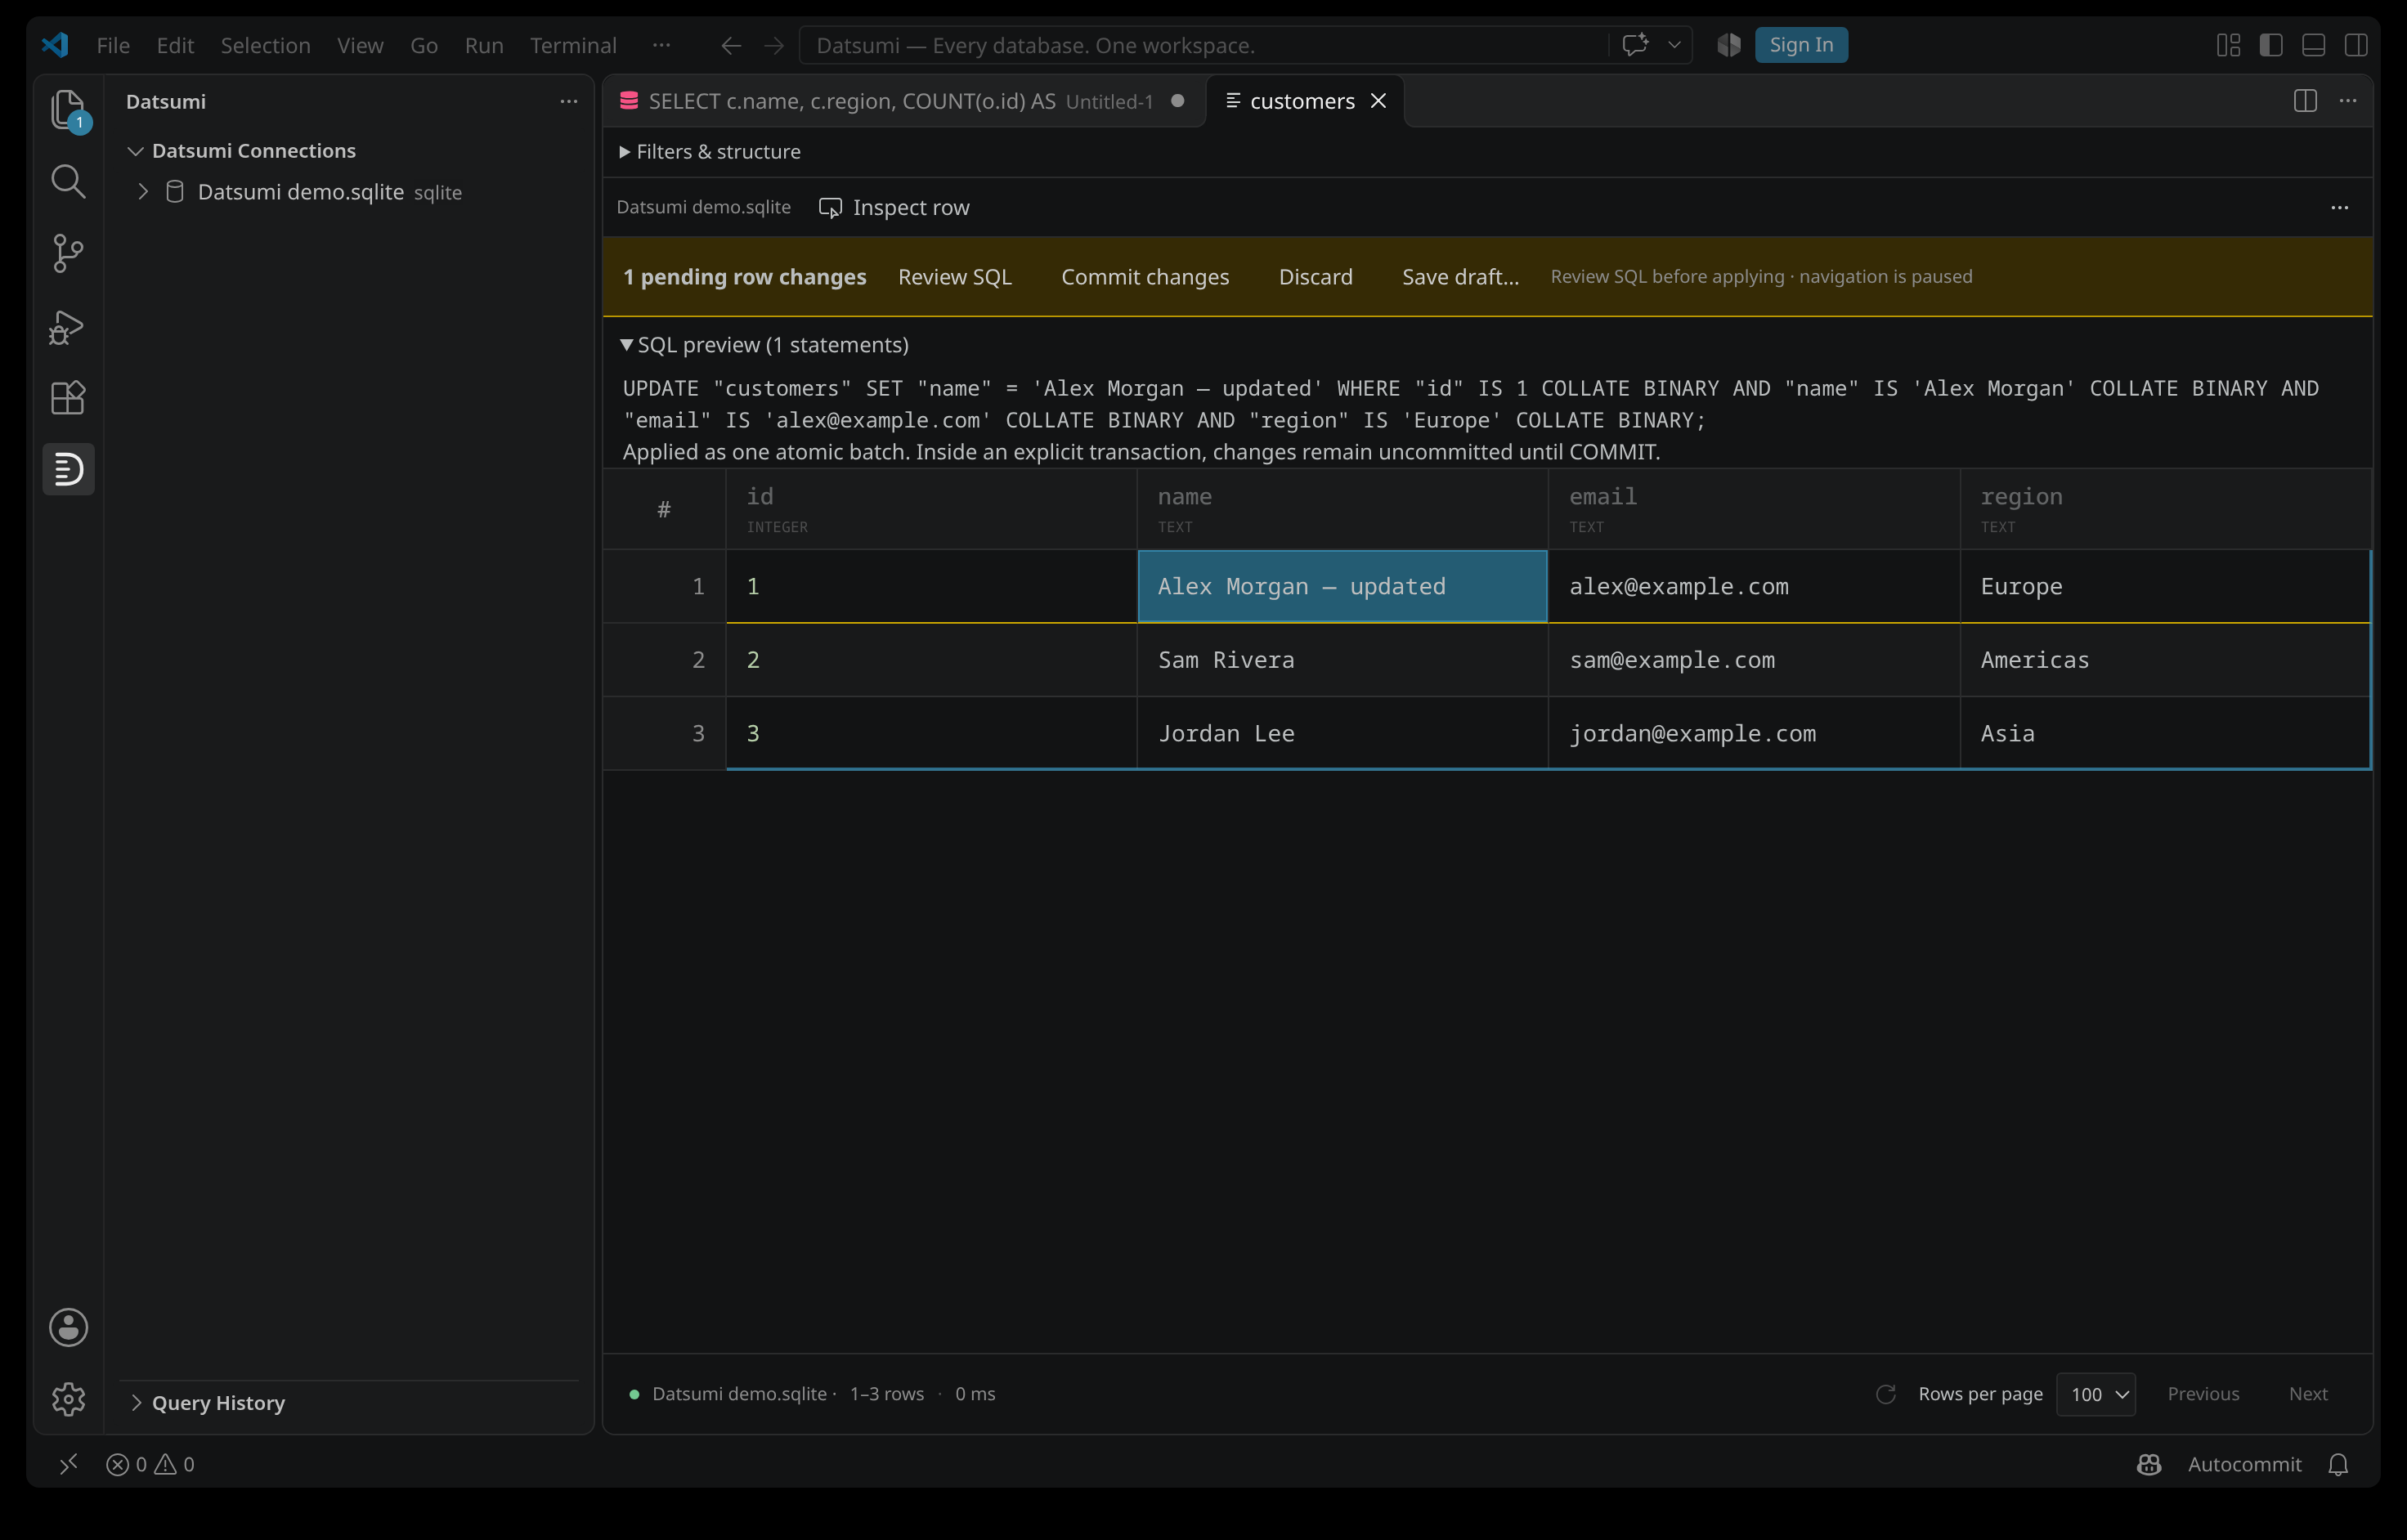 File Edit Selection View Go Run Terminal ··· Datsumi — Every database. One workspace. Sign In
Datsumi ···
1
Datsumi Connections
Datsumi demo.sqlite sqlite
Query History
SELECT c.name, c.region, COUNT(o.id) AS Untitled-1 customers ···
Filters & structure
Datsumi demo.sqlite Inspect row ···
1 pending row changes Review SQL Commit changes Discard Save draft... Review SQL before applying · navigation is paused
SQL preview (1 statements)
UPDATE "customers" SET "name" = 'Alex Morgan — updated' WHERE "id" IS 1 COLLATE BINARY AND "name" IS 'Alex Morgan' COLLATE BINARY AND
"email" IS 'alex@example.com' COLLATE BINARY AND "region" IS 'Europe' COLLATE BINARY;
Applied as one atomic batch. Inside an explicit transaction, changes remain uncommitted until COMMIT.
# id name email region
INTEGER TEXT TEXT TEXT
1 1 Alex Morgan — updated alex@example.com Europe
2 2 Sam Rivera sam@example.com Americas
3 3 Jordan Lee jordan@example.com Asia
Datsumi demo.sqlite · 1–3 rows · 0 ms Rows per page 100 Previous Next
0 0 Autocommit